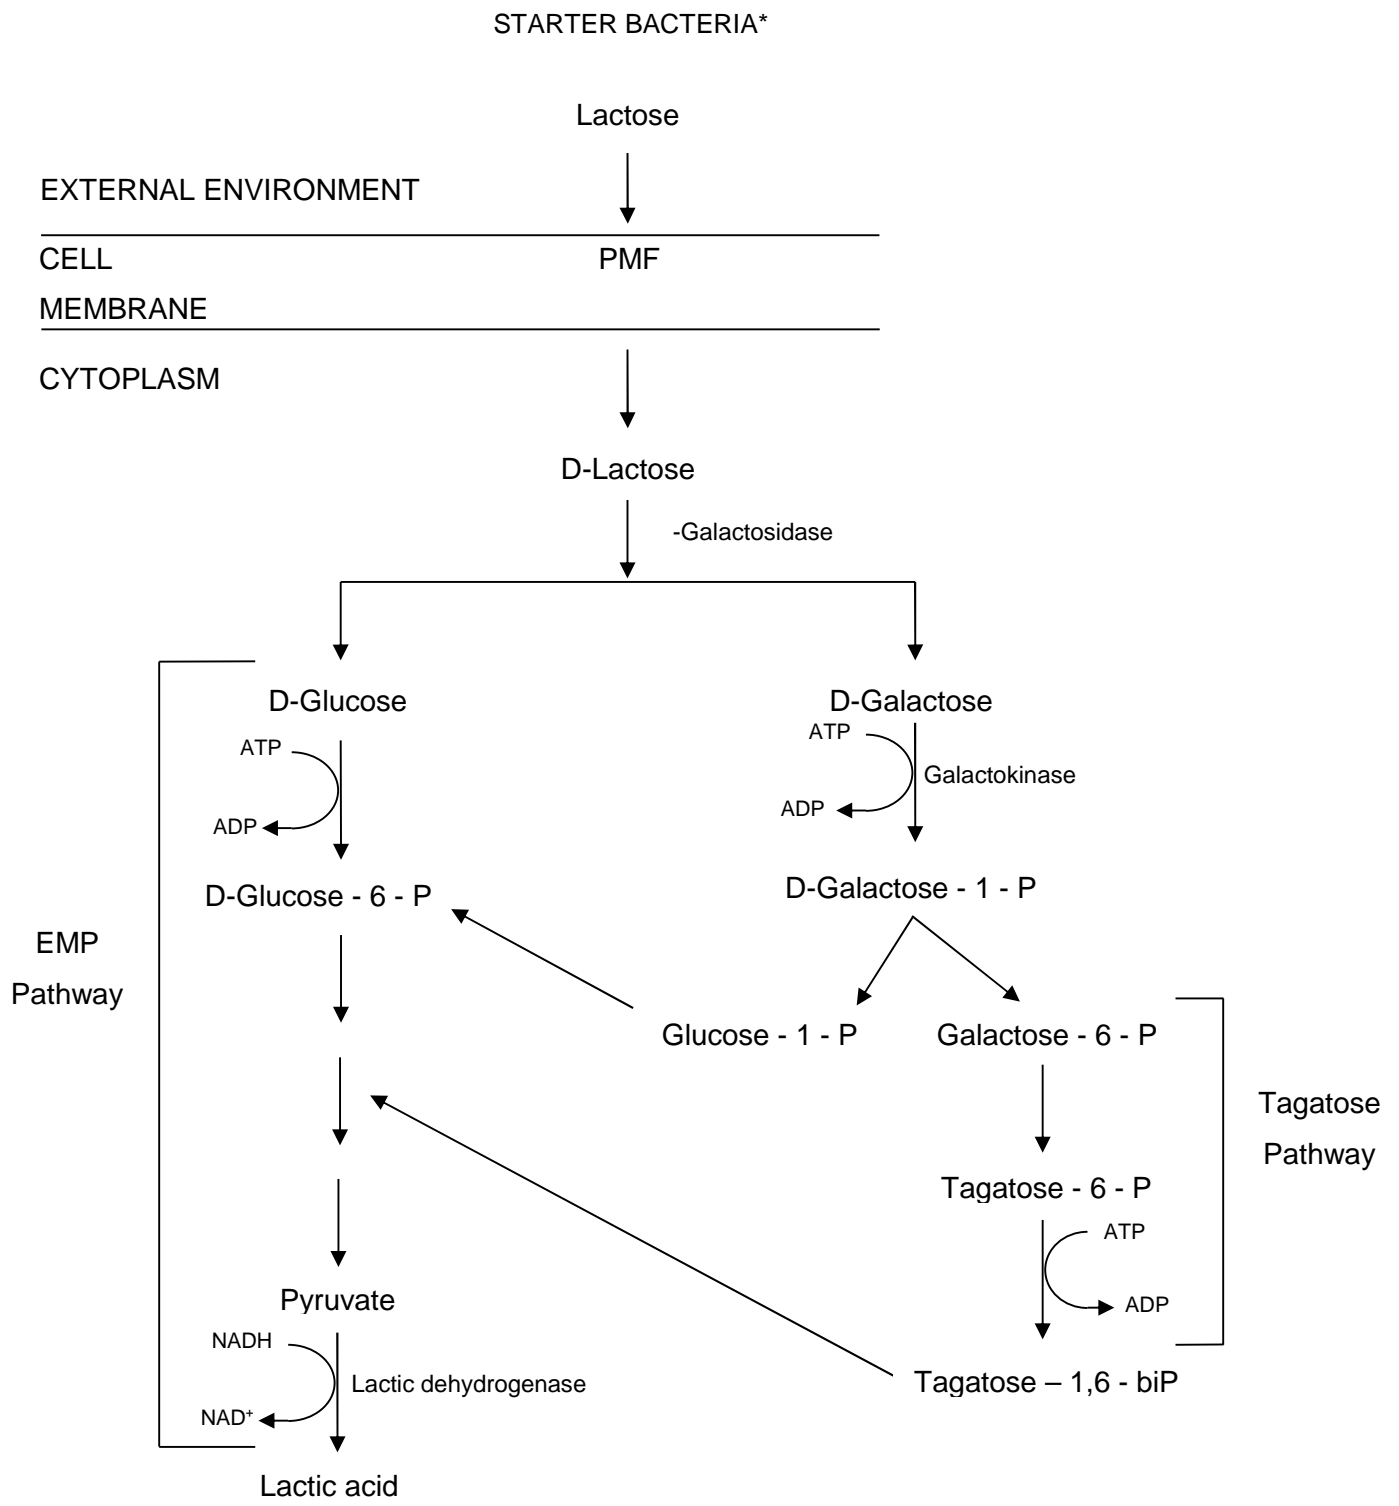 STARTER BACTERIA*
Lactose
EXTERNAL ENVIRONMENT
CELL
PMF
MEMBRANE
CYTOPLASM
D-Lactose
-Galactosidase
D-Glucose
D-Galactose
ATP
ATP
Galactokinase
ADP
ADP
D-Glucose - 6 - P
D-Galactose - 1 - P
EMP
Pathway
Glucose - 1 - P
Galactose - 6 - P
Tagatose
Pathway
Tagatose - 6 - P
ATP
ADP
Pyruvate
NADH
Lactic dehydrogenase
Tagatose – 1,6 - biP
NAD⁺
Lactic acid